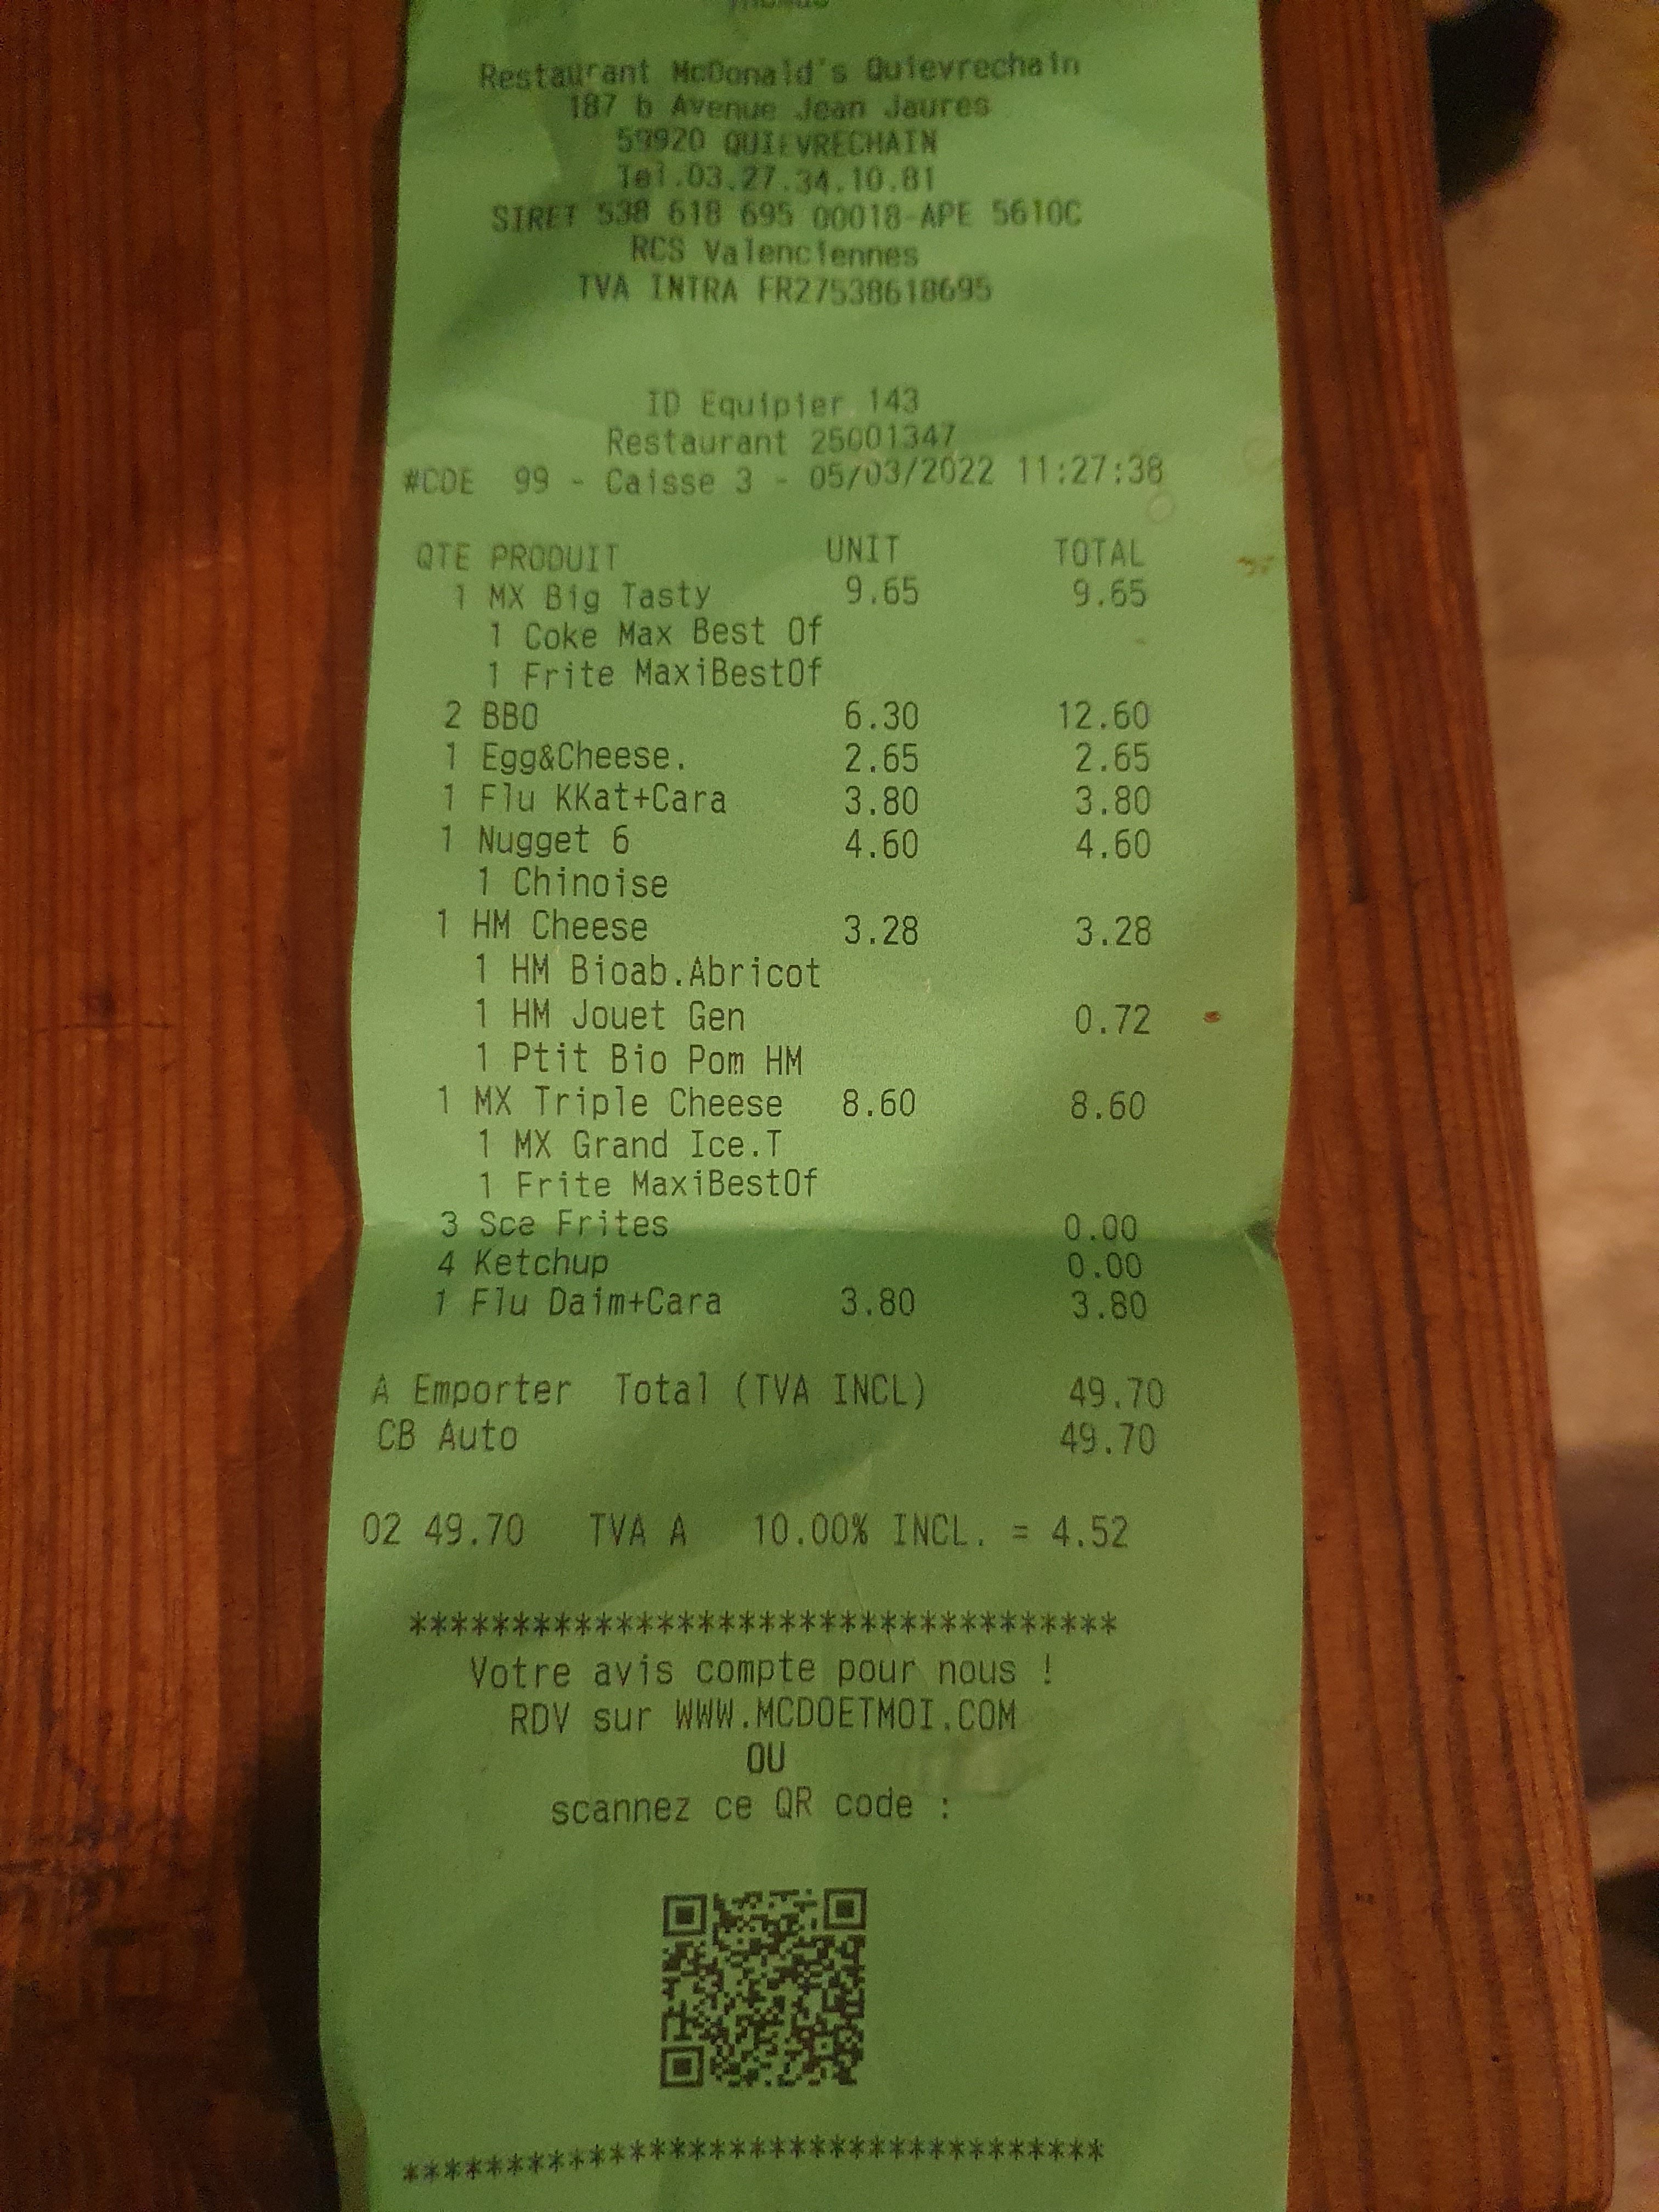 Restaurant McDonald's Quievrechain
187 b Avenue Jean Jaures
59920 QUIEVRECHAIN
Tel.03.27.34.10.81
SIRET 538 618 695 00018-APE 5610C
RCS Valenciennes
TVA INTRA FR27538618695
ID Equipier 143
Restaurant 25001347
#CDE 99 - Caisse 3 - 05/03/2022 11:27:38
QTE PRODUIT UNIT TOTAL
1 MX Big Tasty 9.65 9.65
1 Coke Max Best Of
1 Frite MaxiBestOf
2 BBO 6.30 12.60
1 Egg&Cheese. 2.65 2.65
1 Flu KKat+Cara 3.80 3.80
1 Nugget 6 4.60 4.60
1 Chinoise
1 HM Cheese 3.28 3.28
1 HM Bioab.Abricot
1 HM Jouet Gen 0.72
1 Ptit Bio Pom HM
1 MX Triple Cheese 8.60 8.60
1 MX Grand Ice.T
1 Frite MaxiBestOf
3 Sce Frites 0.00
4 Ketchup 0.00
1 Flu Daim+Cara 3.80 3.80
A Emporter Total (TVA INCL) 49.70
CB Auto 49.70
02 49.70 TVA A 10.00% INCL. = 4.52
**********************************
Votre avis compte pour nous !
RDV sur WWW.MCDOETMOI.COM
OU
scannez ce QR code :
**********************************